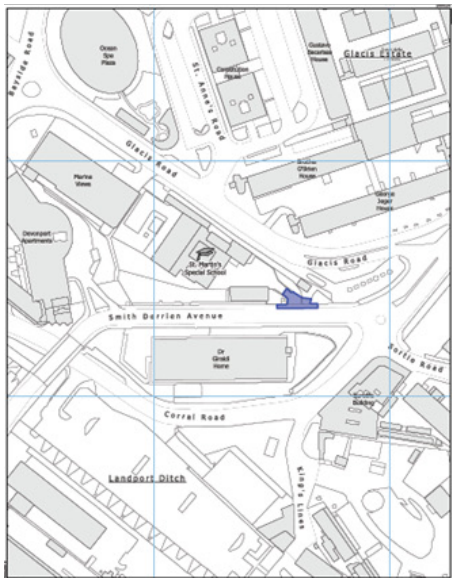 Bayside Road
Ocean
Spa
Plaza
St. Anne's Road
Constitution
House
Gustavo
Bacarisas
House
Glacis Estate
Glacis Road
Marina
Views
O'Brien
House
George
Jeger
House
Devonport
Apartments
St. Martin's
Special School
Glacis Road
Smith Dorrien Avenue
Dr
Giraldi
Home
Sortie Road
Building
Corral Road
Landport Ditch
King's Lines